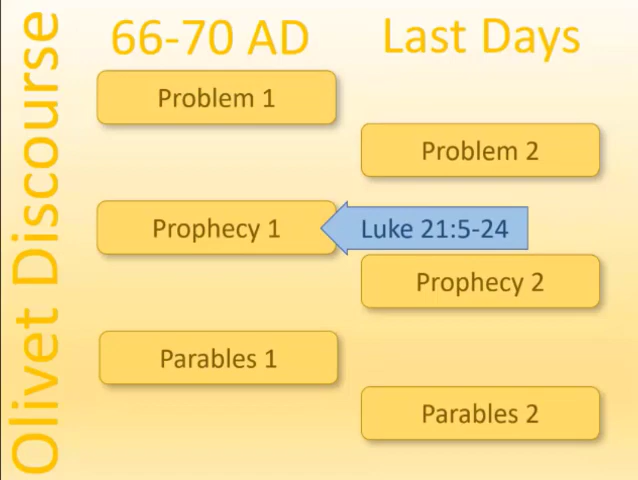 Olivet Discourse
66-70 AD
Last Days
Problem 1
Problem 2
Prophecy 1
Luke 21:5-24
Prophecy 2
Parables 1
Parables 2